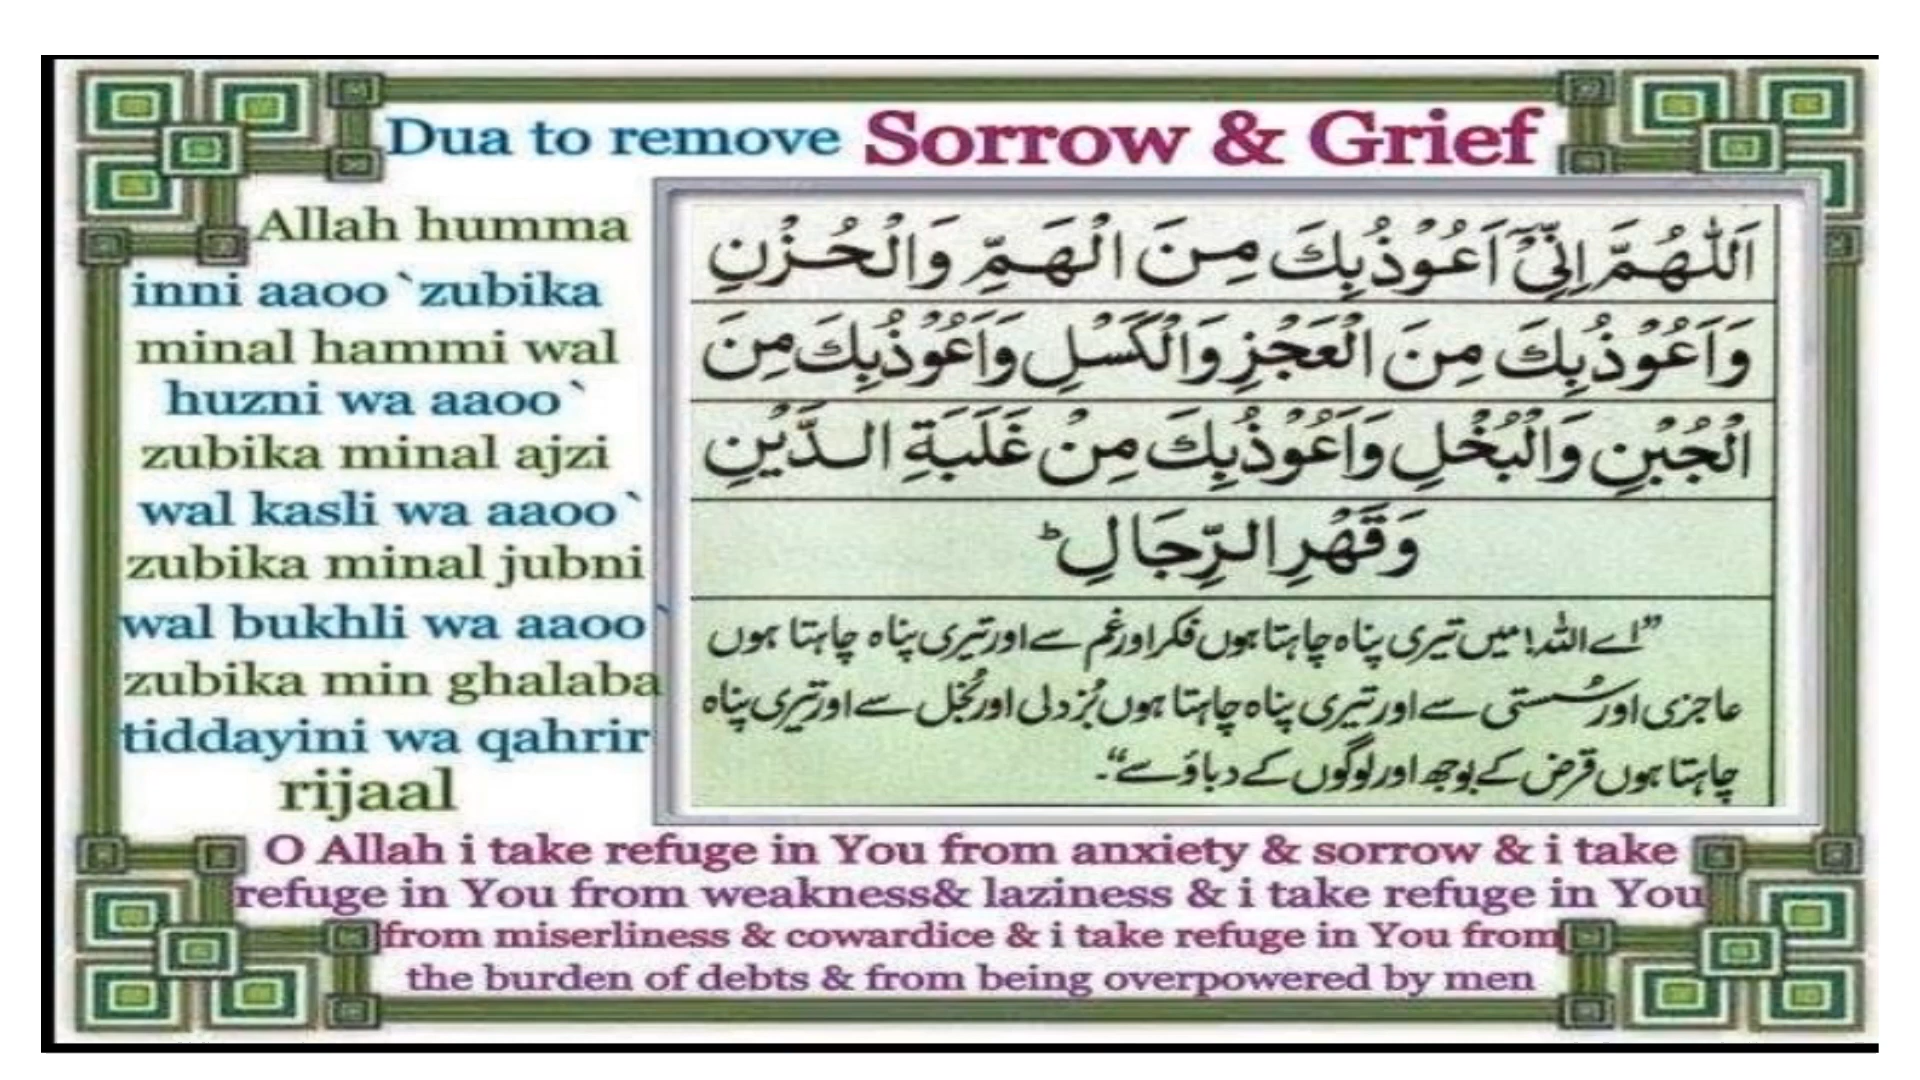 Dua to remove Sorrow & Grief
Allah humma
inni aaoo`zubika
minal hammi wal
huzni wa aaoo`
zubika minal ajzi
wal kasli wa aaoo`
zubika minal jubni
wal bukhli wa aaoo`
zubika min ghalaba
tiddayini wa qahrir
rijaal
اَللّٰهُمَّ اِنِّيْٓ اَعُوْذُبِكَ مِنَ الْهَمِّ وَالْحُزْنِ
وَاَعُوْذُبِكَ مِنَ الْعَجْزِ وَالْكَسْلِ وَاَعُوْذُبِكَ مِنَ
الْجُبْنِ وَالْبُخْلِ وَاَعُوْذُبِكَ مِنْ غَلَبَةِ الدَّيْنِ
وَقَهْرِ الرِّجَالِ ؕ
”اے اللہ! میں تیری پناہ چاہتا ہوں فکر اور غم سے اور تیری پناہ چاہتا ہوں
عاجزی اور سُستی سے اور تیری پناہ چاہتا ہوں بُزدلی اور بُخل سے اور تیری پناہ
چاہتا ہوں قرض کے بوجھ اور لوگوں کے دباؤ سے“۔
O Allah i take refuge in You from anxiety & sorrow & i take
refuge in You from weakness& laziness & i take refuge in You
from miserliness & cowardice & i take refuge in You from
the burden of debts & from being overpowered by men